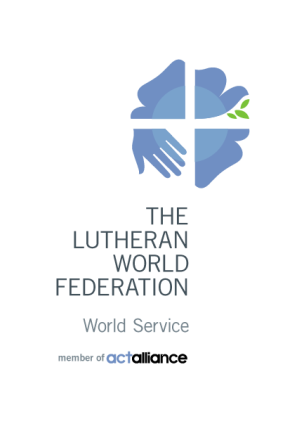 THE
LUTHERAN
WORLD
FEDERATION
World Service
member of actalliance